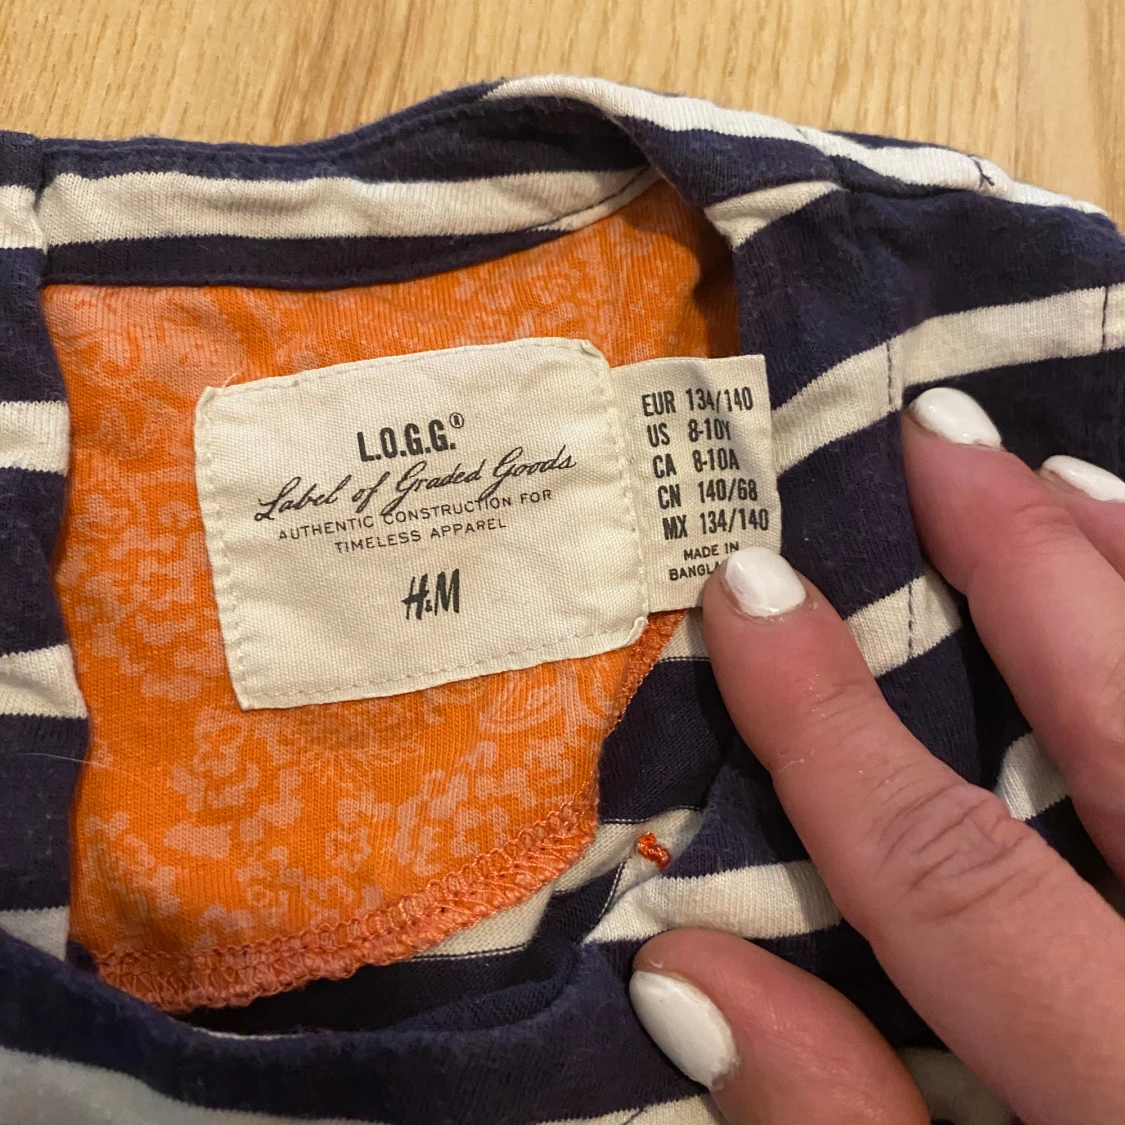 L.O.G.G.®
Label of Graded Goods
AUTHENTIC CONSTRUCTION FOR
TIMELESS APPAREL
H&M
EUR 134/140
US 8-10Y
CA 8-10A
CN 140/68
MX 134/140
MADE IN